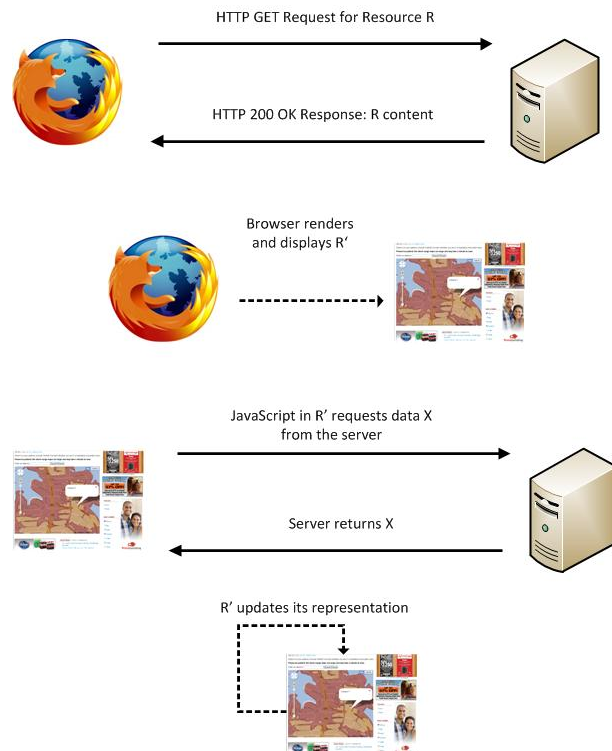 HTTP GET Request for Resource R
HTTP 200 OK Response: R content
Browser renders
and displays R‘
JavaScript in R’ requests data X
from the server
Server returns X
R’ updates its representation